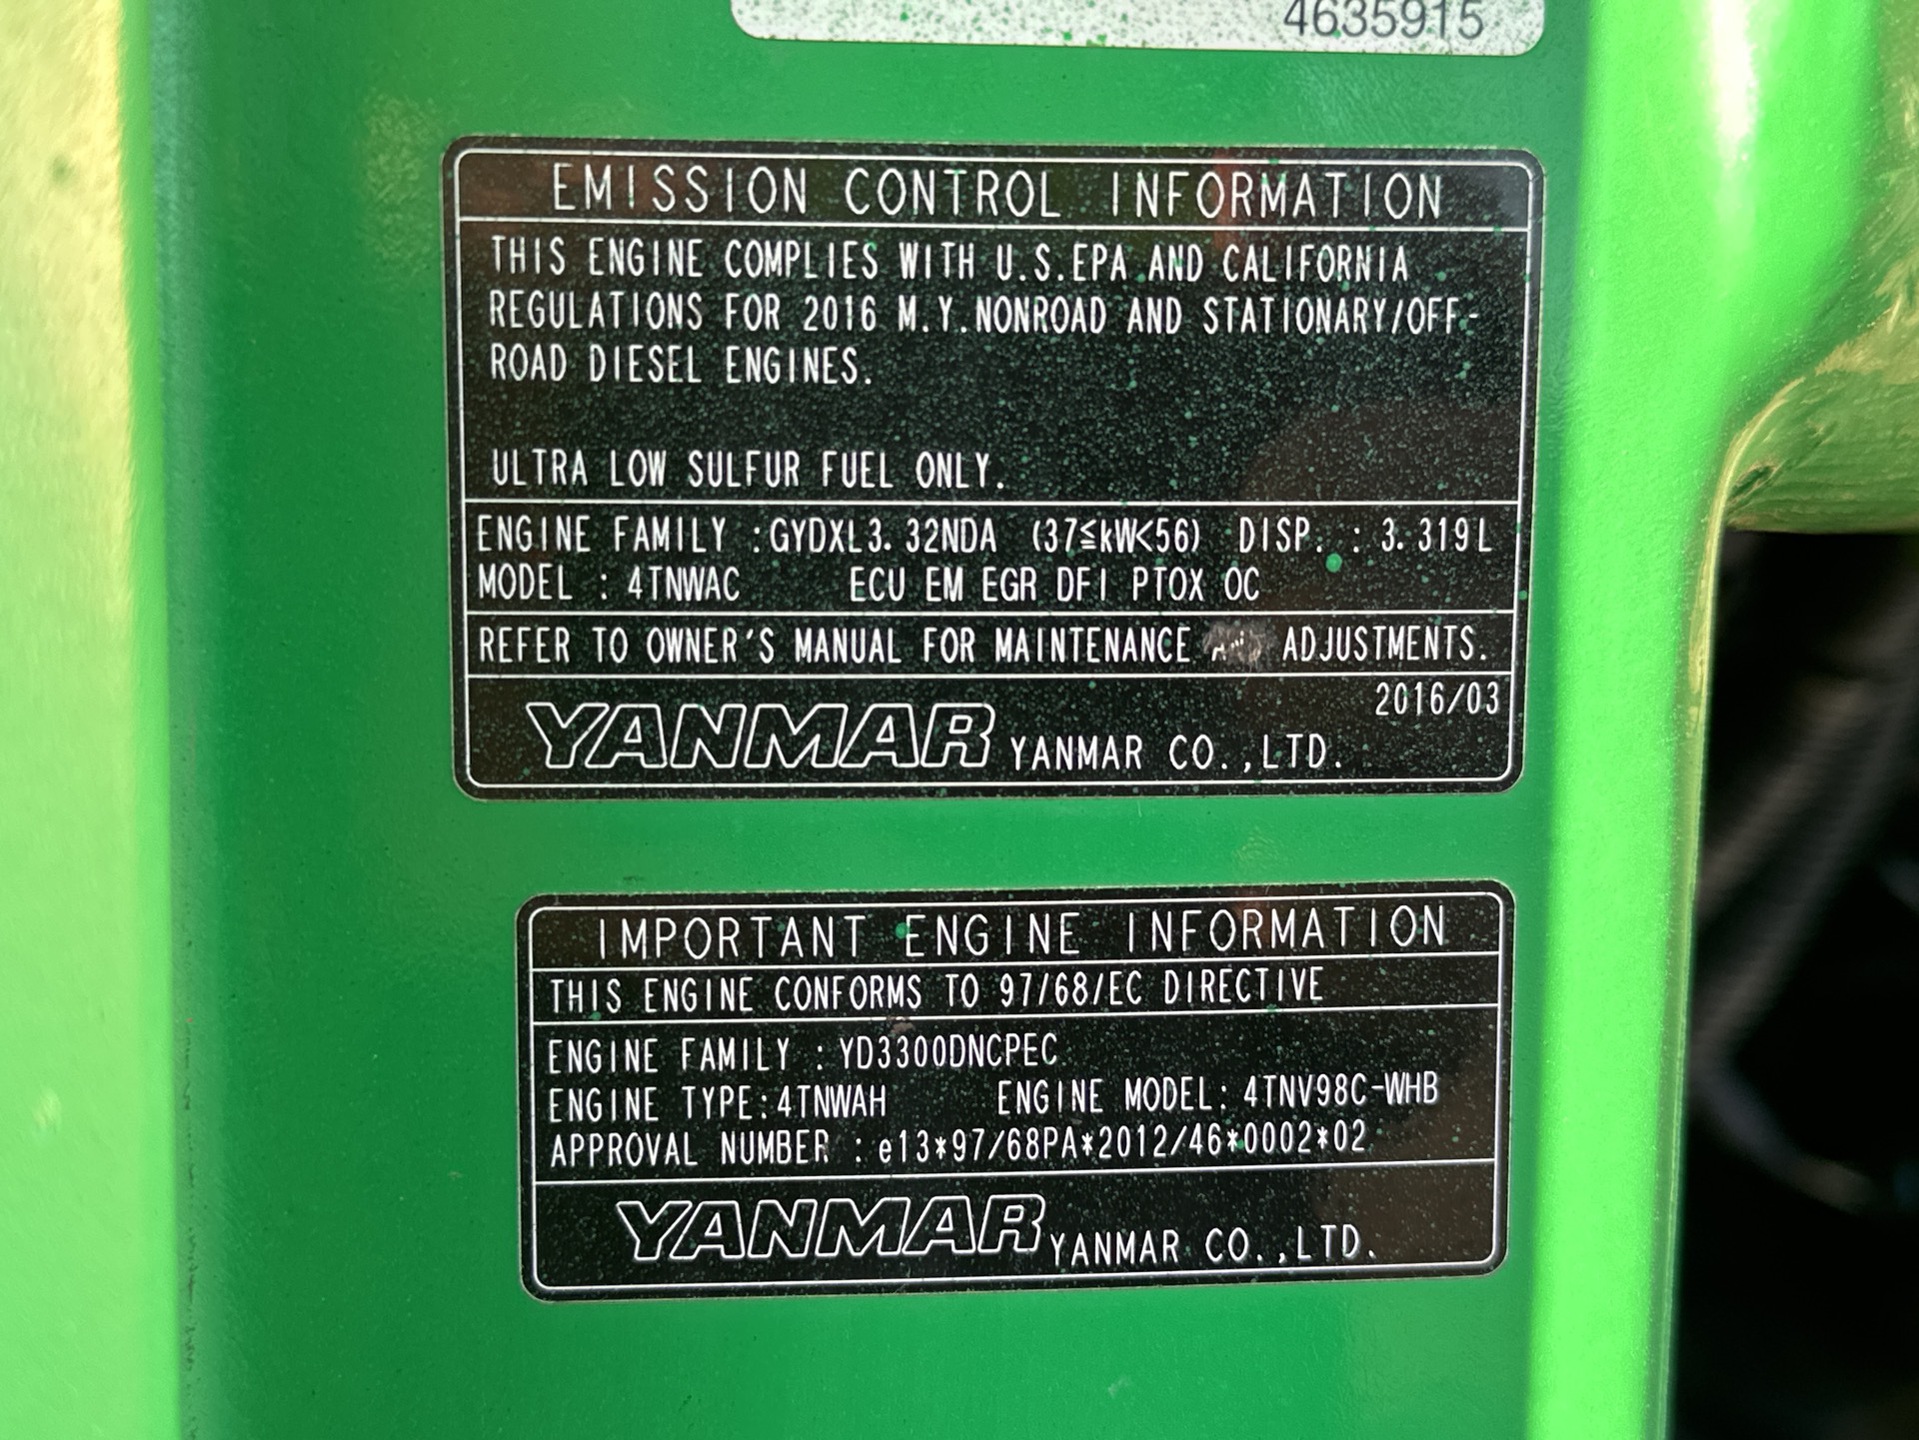 4635915
EMISSION CONTROL INFORMATION
THIS ENGINE COMPLIES WITH U.S.EPA AND CALIFORNIA
REGULATIONS FOR 2016 M.Y.NONROAD AND STATIONARY/OFF-
ROAD DIESEL ENGINES.
ULTRA LOW SULFUR FUEL ONLY.
ENGINE FAMILY :GYDXL3.32NDA (37≦kW<56) DISP. : 3.319L
MODEL : 4TNWAC ECU EM EGR DFI PTOX OC
REFER TO OWNER'S MANUAL FOR MAINTENANCE AND ADJUSTMENTS.
2016/03
YANMAR YANMAR CO.,LTD.
IMPORTANT ENGINE INFORMATION
THIS ENGINE CONFORMS TO 97/68/EC DIRECTIVE
ENGINE FAMILY : YD3300DNCPEC
ENGINE TYPE:4TNWAH ENGINE MODEL: 4TNV98C-WHB
APPROVAL NUMBER : e13*97/68PA*2012/46*0002*02
YANMAR YANMAR CO.,LTD.